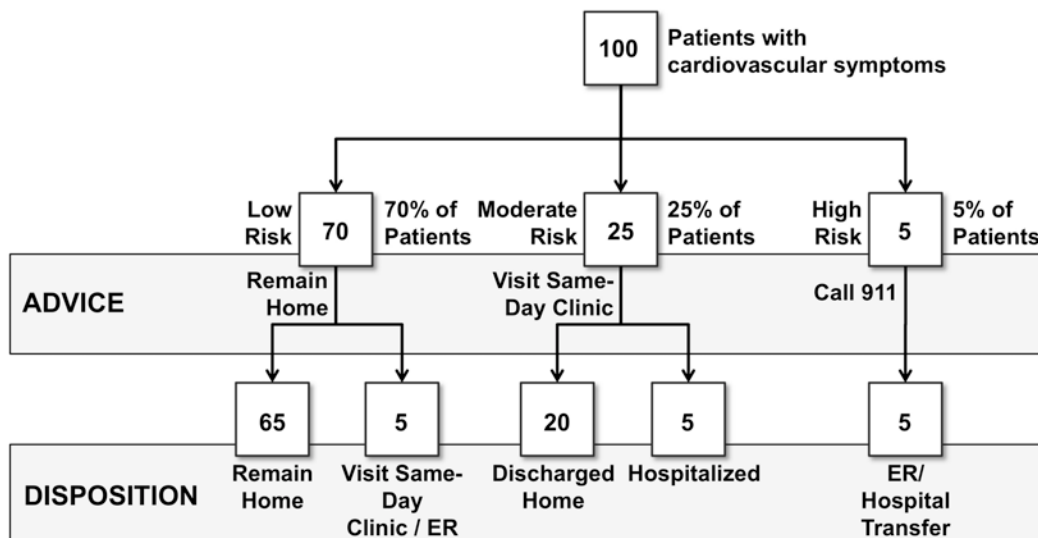 100
Patients with
cardiovascular symptoms
Low
Risk
70
70% of
Patients
Moderate
Risk
25
25% of
Patients
High
Risk
5
5% of
Patients
ADVICE
Remain
Home
Visit Same-
Day Clinic
Call 911
65
5
20
5
5
DISPOSITION
Remain
Home
Visit Same-
Day
Clinic / ER
Discharged
Home
Hospitalized
ER/
Hospital
Transfer